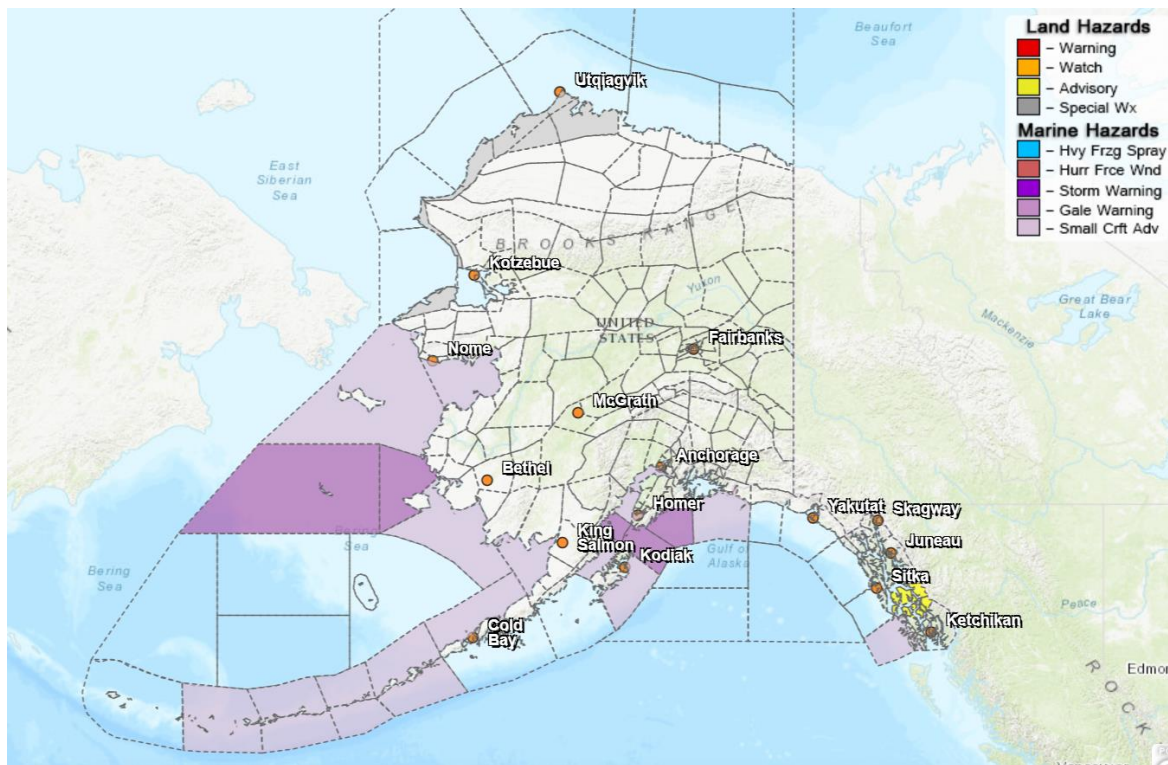 Beaufort
Sea
Land Hazards
– Warning
– Watch
– Advisory
– Special Wx
Marine Hazards
– Hvy Frzg Spray
– Hurr Frce Wnd
– Storm Warning
– Gale Warning
– Small Crft Adv
Utqiagvik
East
Siberian
Sea
BROOKS RANGE
Kotzebue
Yukon
Great Bear
Lake
Mackenzie
UNITED
STATES
Nome
Fairbanks
McGrath
Anchorage
Bethel
Homer
Yakutat
Skagway
King
Salmon
Juneau
Bering
Sea
Kodiak
Gulf of
Alaska
Bering
Sea
Sitka
Peace
Ketchikan
Cold
Bay
Edmon
ROCK